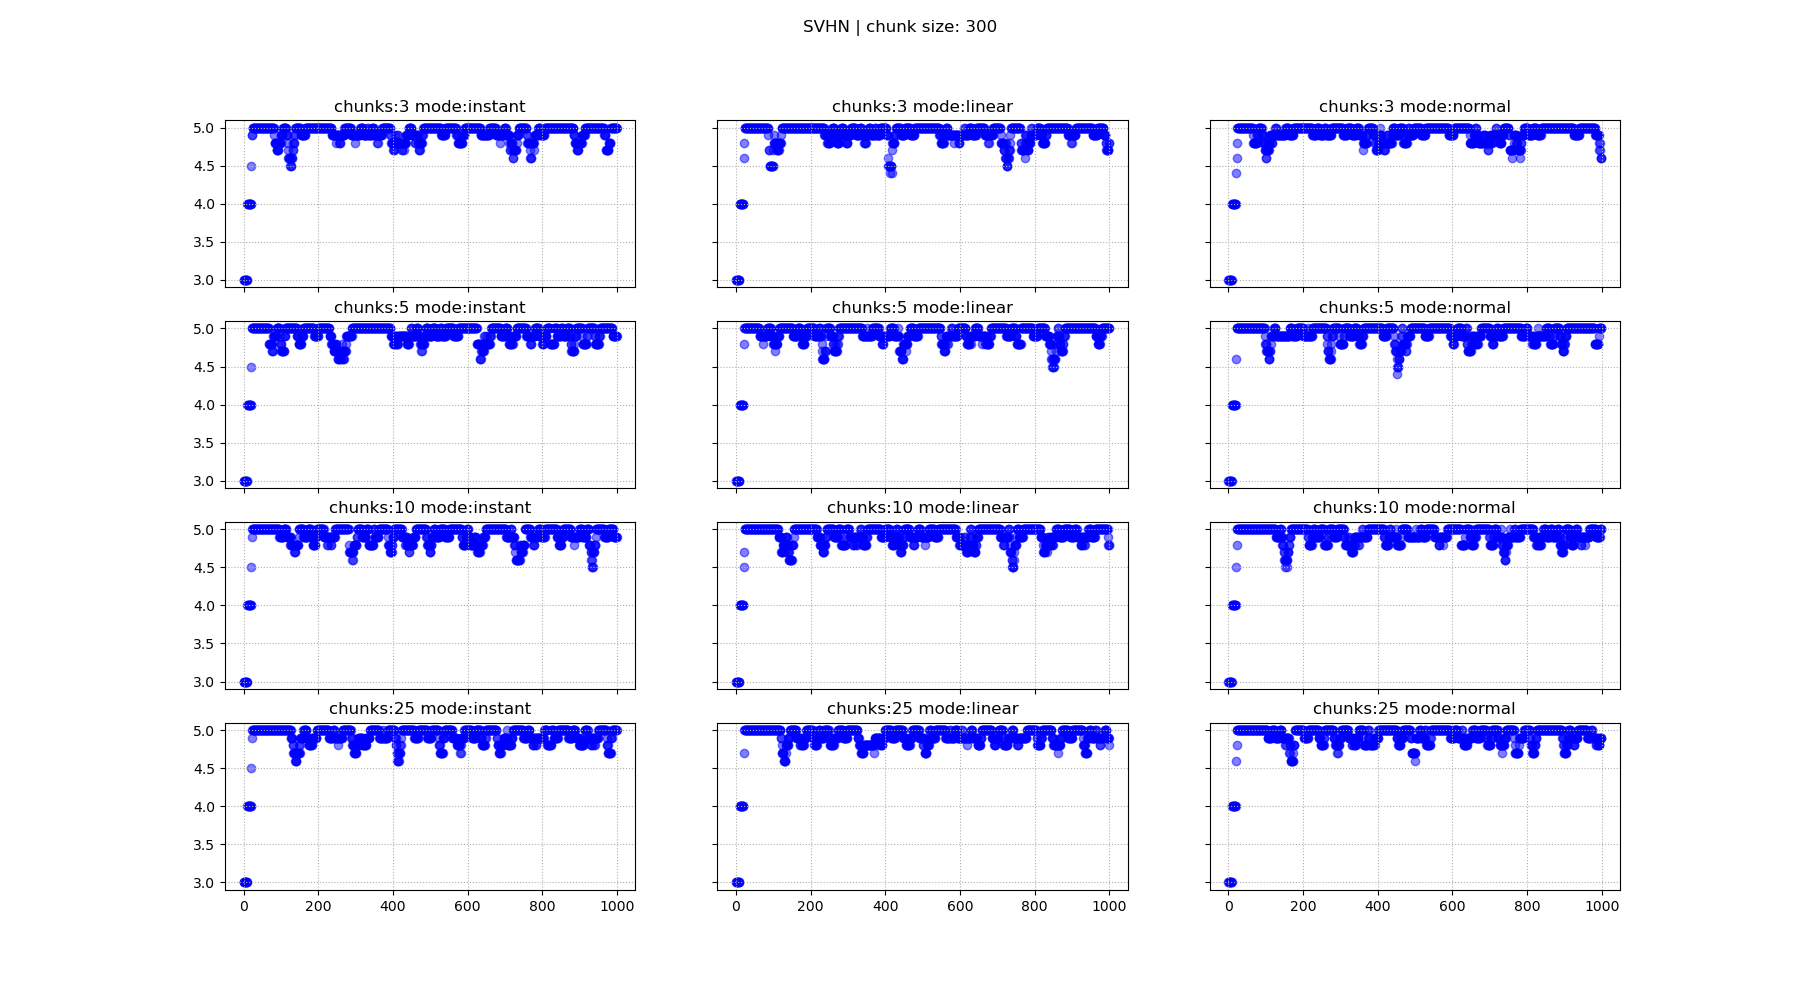 SVHN | chunk size: 300
chunks:3 mode:instant
chunks:3 mode:linear
chunks:3 mode:normal
5.0
4.5
4.0
3.5
3.0
chunks:5 mode:instant
chunks:5 mode:linear
chunks:5 mode:normal
5.0
4.5
4.0
3.5
3.0
chunks:10 mode:instant
chunks:10 mode:linear
chunks:10 mode:normal
5.0
4.5
4.0
3.5
3.0
chunks:25 mode:instant
chunks:25 mode:linear
chunks:25 mode:normal
5.0
4.5
4.0
3.5
3.0
0 200 400 600 800 1000
0 200 400 600 800 1000
0 200 400 600 800 1000